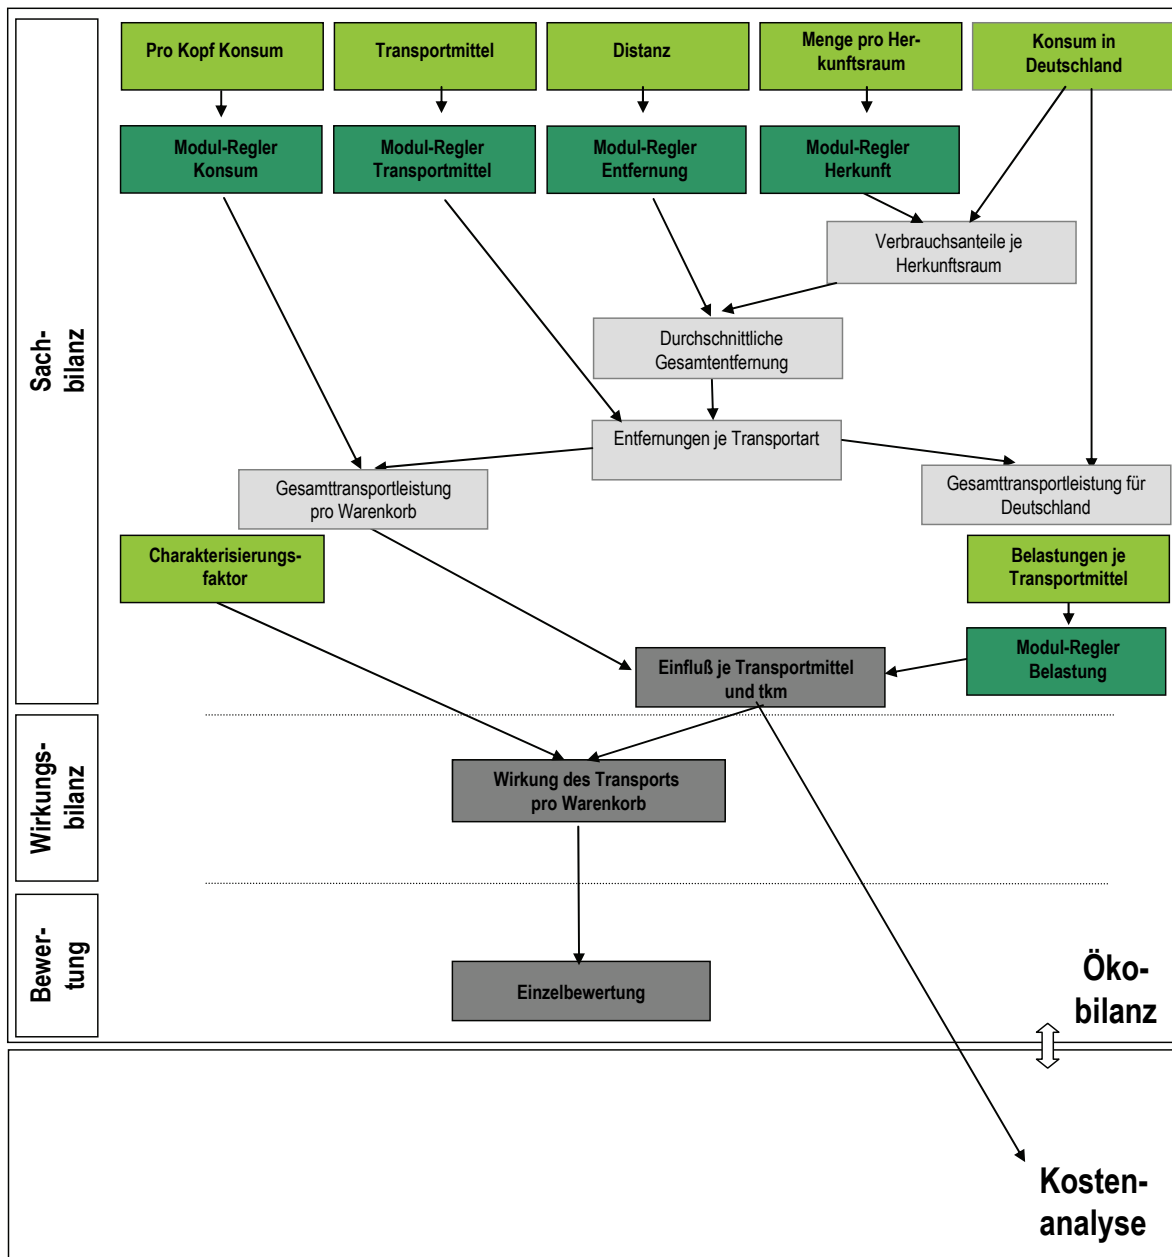 Pro Kopf Konsum
Transportmittel
Distanz
Menge pro Her-
kunftsraum
Konsum in
Deutschland
Modul-Regler
Konsum
Modul-Regler
Transportmittel
Modul-Regler
Entfernung
Modul-Regler
Herkunft
Verbrauchsanteile je
Herkunftsraum
Sach-
bilanz
Durchschnittliche
Gesamtentfernung
Entfernungen je Transportart
Gesamttransportleistung
pro Warenkorb
Gesamttransportleistung für
Deutschland
Charakterisierungs-
faktor
Belastungen je
Transportmittel
Modul-Regler
Belastung
Einfluß je Transportmittel
und tkm
Wirkungs-
bilanz
Wirkung des Transports
pro Warenkorb
Bewer-
tung
Einzelbewertung
Öko-
bilanz
Kosten-
analyse